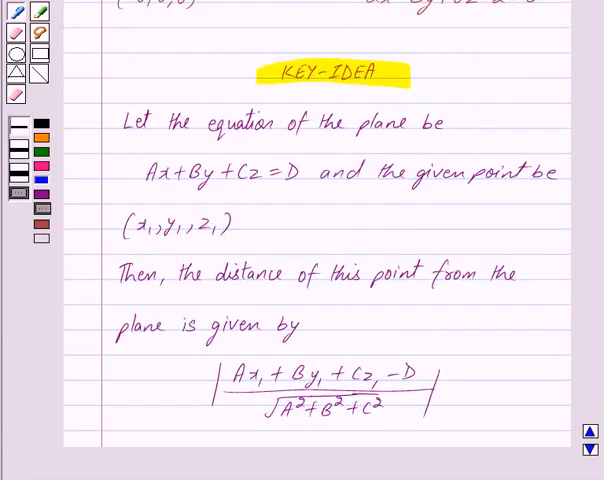 KEY-IDEA
Let the equation of the plane be
Ax+By+Cz=D and the given point be
(x₁,y₁,z₁)
Then, the distance of this point from the
plane is given by
| Ax₁+By₁+Cz₁-D
√A²+B²+C² |